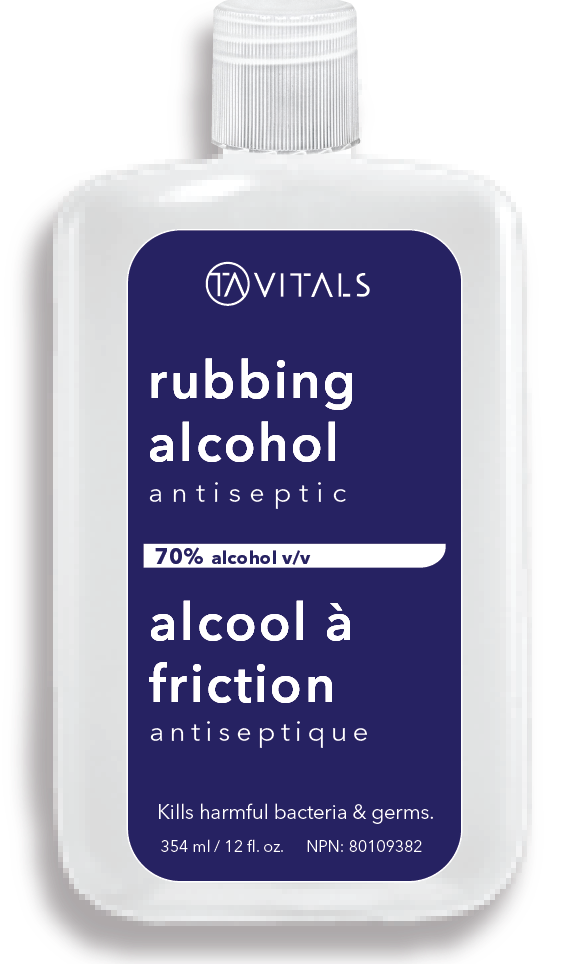 TA VITALS
rubbing
alcohol
antiseptic
70% alcohol v/v
alcool à
friction
antiseptique
Kills harmful bacteria & germs.
354 ml / 12 fl. oz. NPN: 80109382